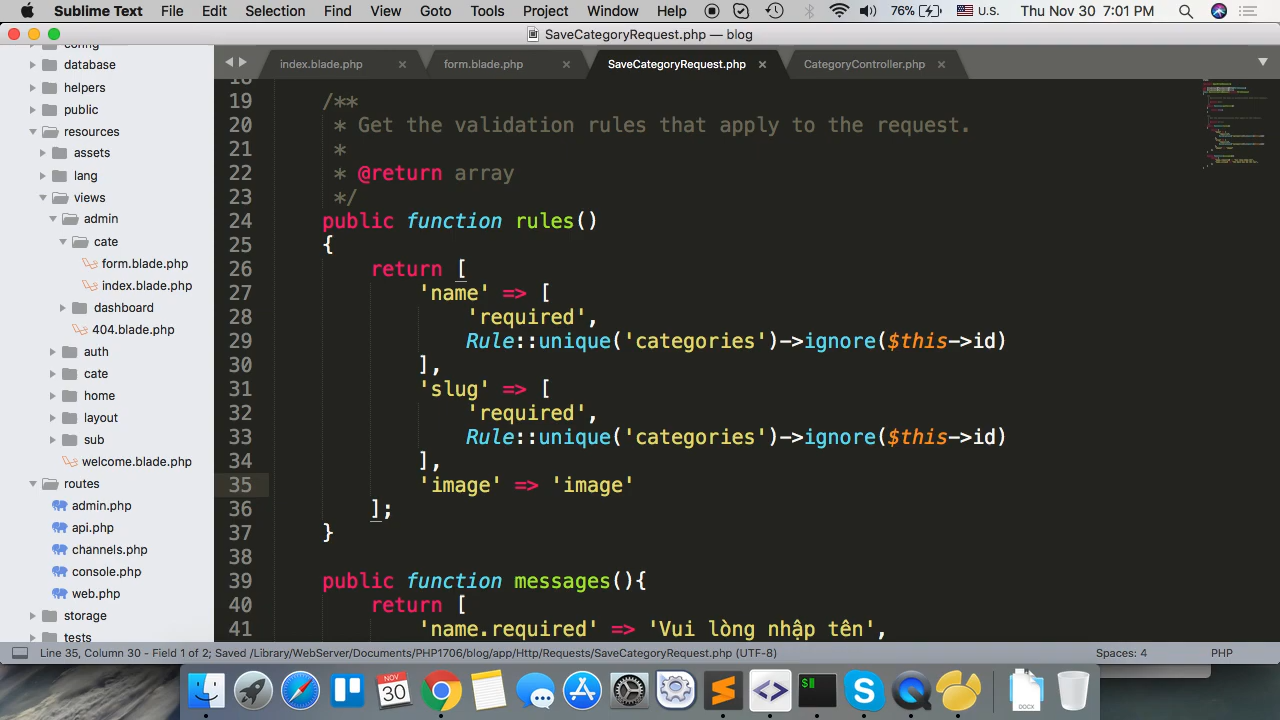 Sublime Text File Edit Selection Find View Goto Tools Project Window Help 76% U.S. Thu Nov 30 7:01 PM
SaveCategoryRequest.php — blog
index.blade.php form.blade.php SaveCategoryRequest.php CategoryController.php
config
database
helpers
public
resources
assets
lang
views
admin
cate
form.blade.php
index.blade.php
dashboard
404.blade.php
auth
cate
home
layout
sub
welcome.blade.php
routes
admin.php
api.php
channels.php
console.php
web.php
storage
tests
18
19 /**
20 * Get the validation rules that apply to the request.
21 *
22 * @return array
23 */
24 public function rules()
25 {
26 return [
27 'name' => [
28 'required',
29 Rule::unique('categories')->ignore($this->id)
30 ],
31 'slug' => [
32 'required',
33 Rule::unique('categories')->ignore($this->id)
34 ],
35 'image' => 'image'
36 ];
37 }
38
39 public function messages(){
40 return [
41 'name.required' => 'Vui lòng nhập tên',
Line 35, Column 30 - Field 1 of 2; Saved /Library/WebServer/Documents/PHP1706/blog/app/Http/Requests/SaveCategoryRequest.php (UTF-8) Spaces: 4 PHP
NOV
30
DOCX